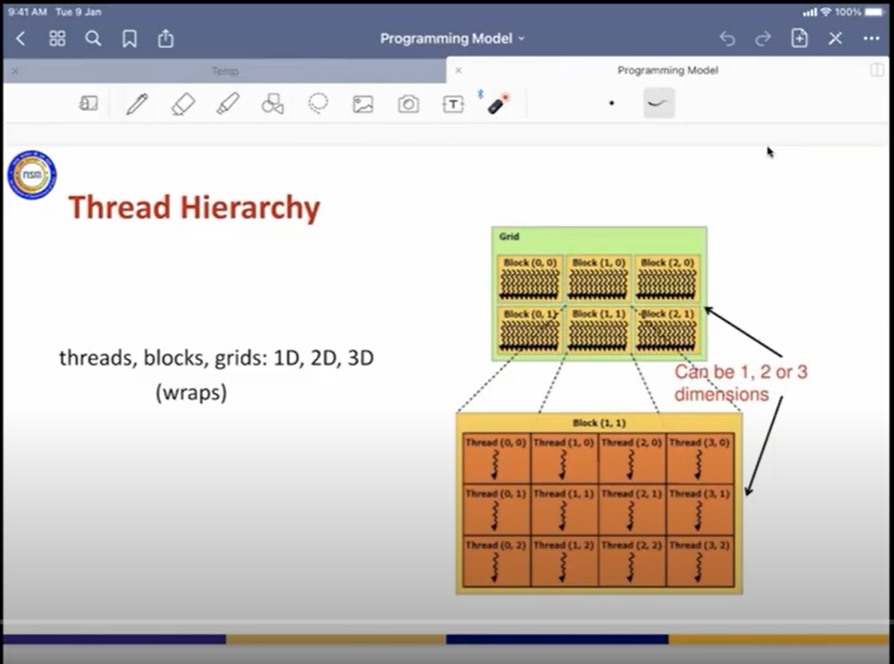 9:41 AM Tue 9 Jan
100%
Programming Model
Temp
Programming Model
T
nsm
Thread Hierarchy
threads, blocks, grids: 1D, 2D, 3D
(wraps)
Grid
Block (0, 0) Block (1, 0) Block (2, 0)
Block (0, 1) Block (1, 1) Block (2, 1)
Can be 1, 2 or 3
dimensions
Block (1, 1)
Thread (0, 0) Thread (1, 0) Thread (2, 0) Thread (3, 0)
Thread (0, 1) Thread (1, 1) Thread (2, 1) Thread (3, 1)
Thread (0, 2) Thread (1, 2) Thread (2, 2) Thread (3, 2)